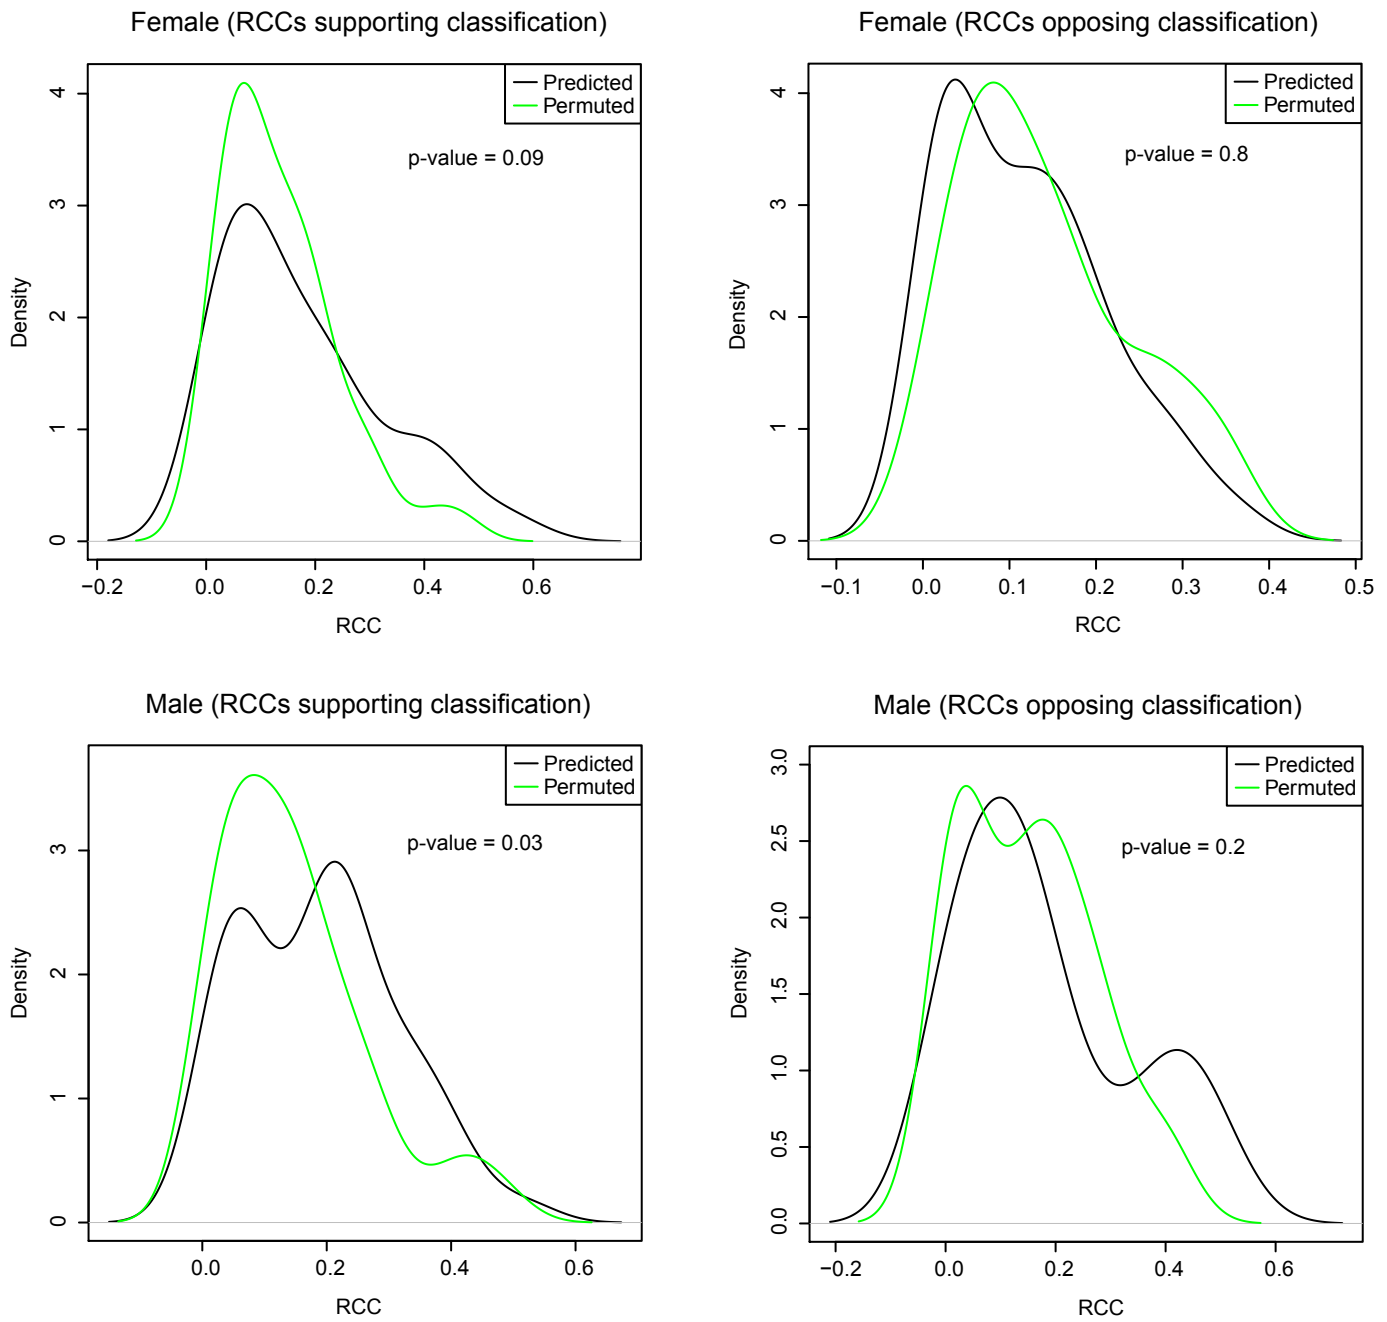 Female (RCCs supporting classification)
Predicted
Permuted
p-value = 0.09
Density
0
1
2
3
4
−0.2
0.0
0.2
0.4
0.6
RCC
Female (RCCs opposing classification)
Predicted
Permuted
p-value = 0.8
Density
0
1
2
3
4
−0.1
0.0
0.1
0.2
0.3
0.4
0.5
RCC
Male (RCCs supporting classification)
Predicted
Permuted
p-value = 0.03
Density
0
1
2
3
0.0
0.2
0.4
0.6
RCC
Male (RCCs opposing classification)
Predicted
Permuted
p-value = 0.2
Density
0.0
0.5
1.0
1.5
2.0
2.5
3.0
−0.2
0.0
0.2
0.4
0.6
RCC